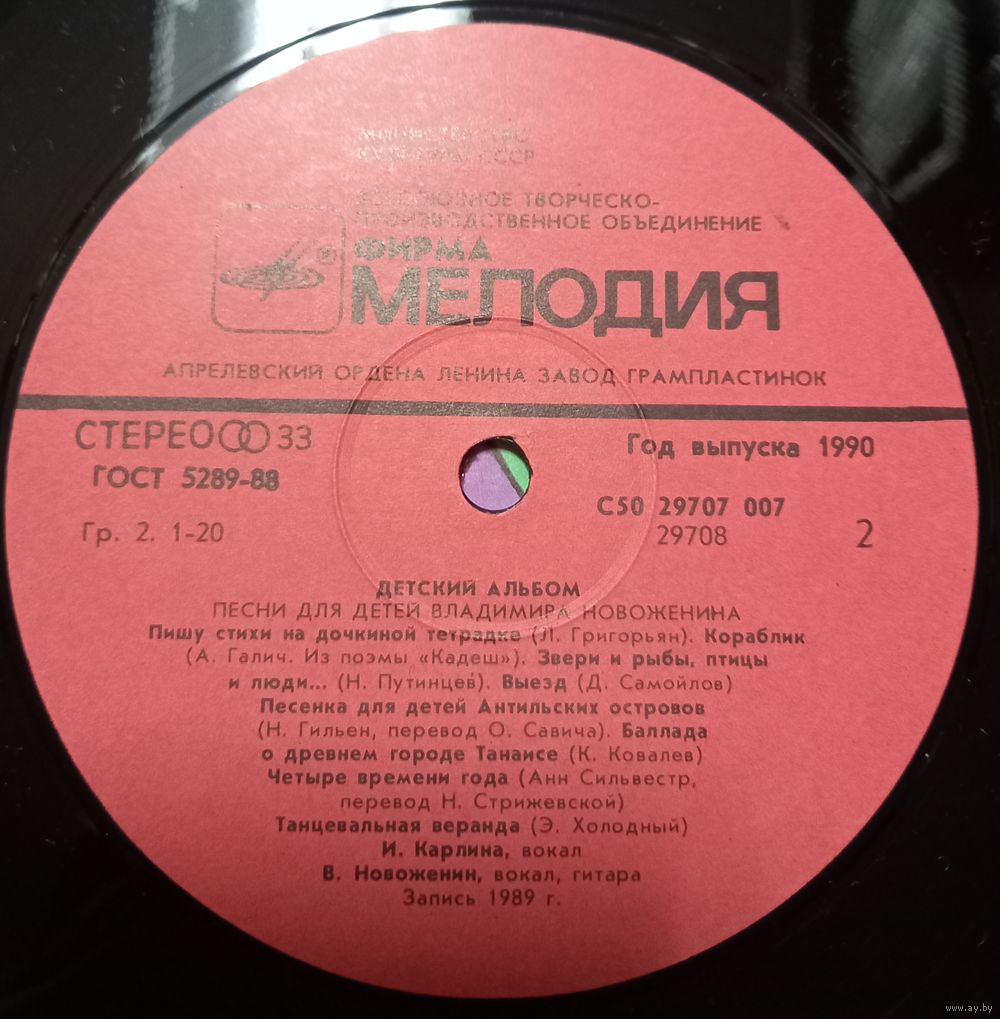 МИНИСТЕРСТВО
КУЛЬТУРЫ СССР
ВСЕСОЮЗНОЕ ТВОРЧЕСКО-
ПРОИЗВОДСТВЕННОЕ ОБЪЕДИНЕНИЕ
ФИРМА
МЕЛОДИЯ
АПРЕЛЕВСКИЙ ОРДЕНА ЛЕНИНА ЗАВОД ГРАМПЛАСТИНОК
СТЕРЕО 33
ГОСТ 5289-88
Гр. 2. 1-20
Год выпуска 1990
С50 29707 007
29708
2
ДЕТСКИЙ АЛЬБОМ
ПЕСНИ ДЛЯ ДЕТЕЙ ВЛАДИМИРА НОВОЖЕНИНА
Пишу стихи на дочкиной тетрадке (Л. Григорьян). Кораблик
(А. Галич. Из поэмы «Кадеш»). Звери и рыбы, птицы
и люди... (Н. Путинцев). Выезд (Д. Самойлов)
Песенка для детей Антильских островов
(Н. Гильен, перевод О. Савича). Баллада
о древнем городе Танаисе (К. Ковалев)
Четыре времени года (Анн Сильвестр,
перевод Н. Стрижевской)
Танцевальная веранда (Э. Холодный)
И. Карлина, вокал
В. Новоженин, вокал, гитара
Запись 1989 г.
www.ay.by